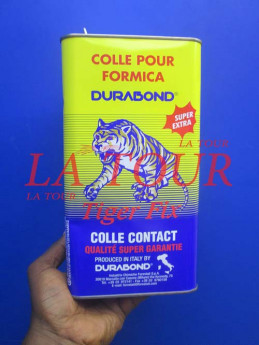 COLLE POUR
FORMICA
DURABOND
SUPER
EXTRA
LA TOUR
LA TOUR
LA TOUR
Tiger Fix
COLLE CONTACT
QUALITÉ SUPER GARANTIE
PRODUCED IN ITALY BY
DURABOND